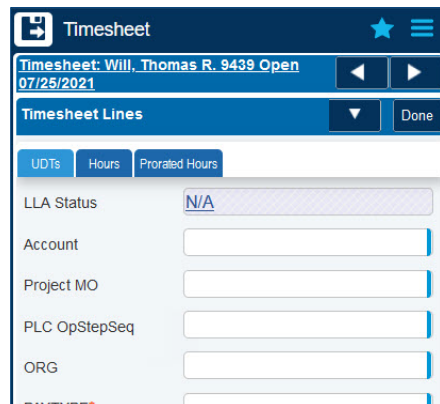 Timesheet
Timesheet: Will, Thomas R. 9439 Open
07/25/2021
Timesheet Lines
Done
UDTs Hours Prorated Hours
LLA Status N/A
Account
Project MO
PLC OpStepSeq
ORG